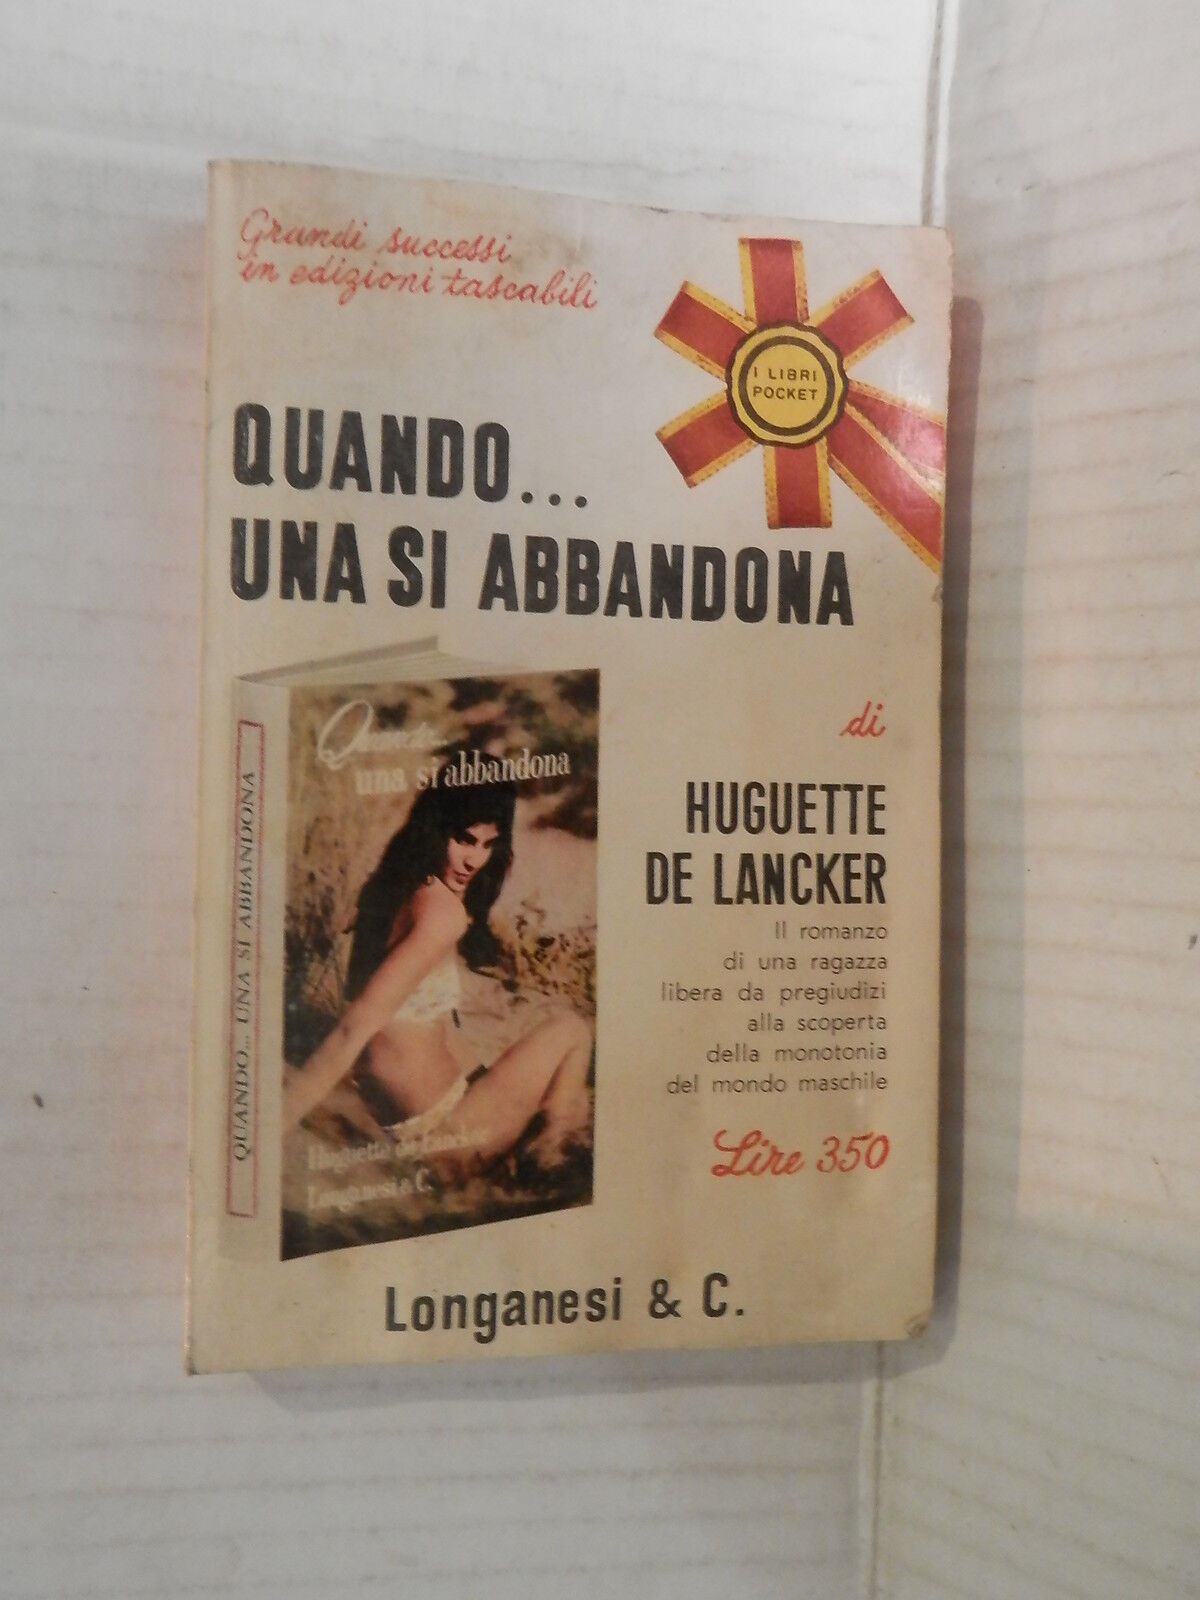 Grandi successi
in edizioni tascabili
I LIBRI
POCKET
QUANDO...
UNA SI ABBANDONA
di
HUGUETTE
DE LANCKER
Il romanzo
di una ragazza
libera da pregiudizi
alla scoperta
della monotonia
del mondo maschile
Lire 350
QUANDO... UNA SI ABBANDONA
Quando...
una si abbandona
Huguette de Lancker
Longanesi & C.
Longanesi & C.